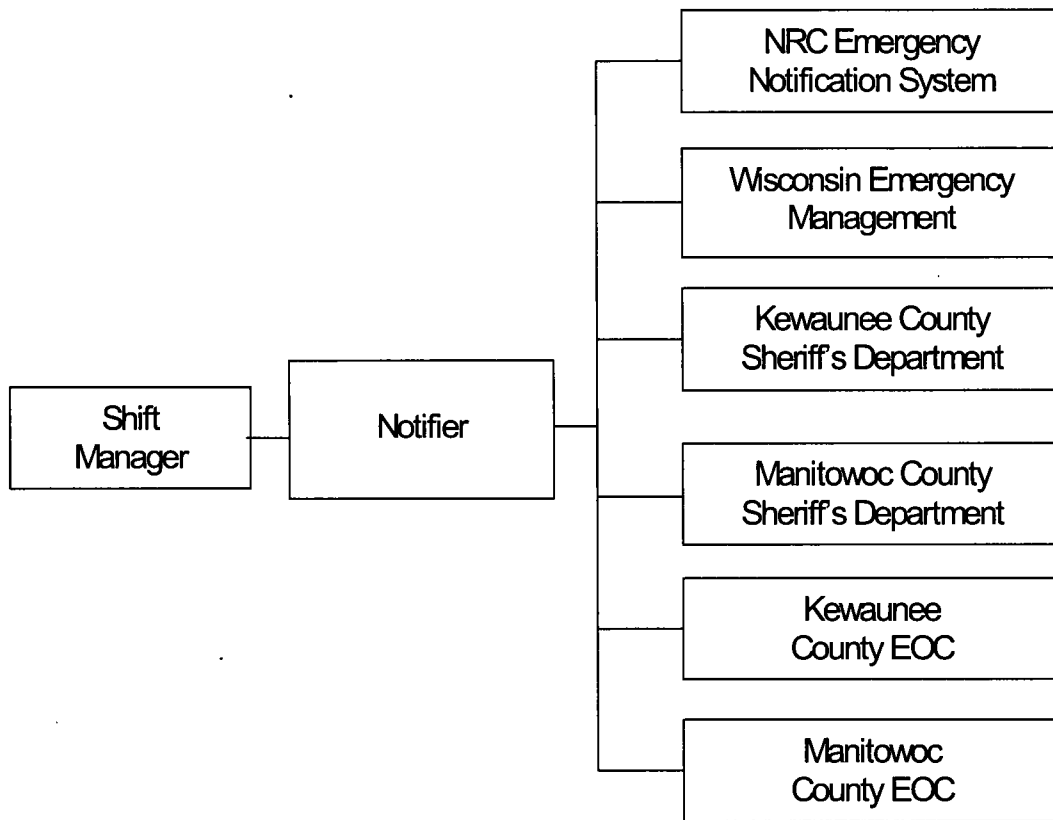 NRC Emergency
Notification System
Wisconsin Emergency
Management
Kewaunee County
Sheriff's Department
Shift
Manager
Notifier
Manitowoc County
Sheriff's Department
Kewaunee
County EOC
Manitowoc
County EOC